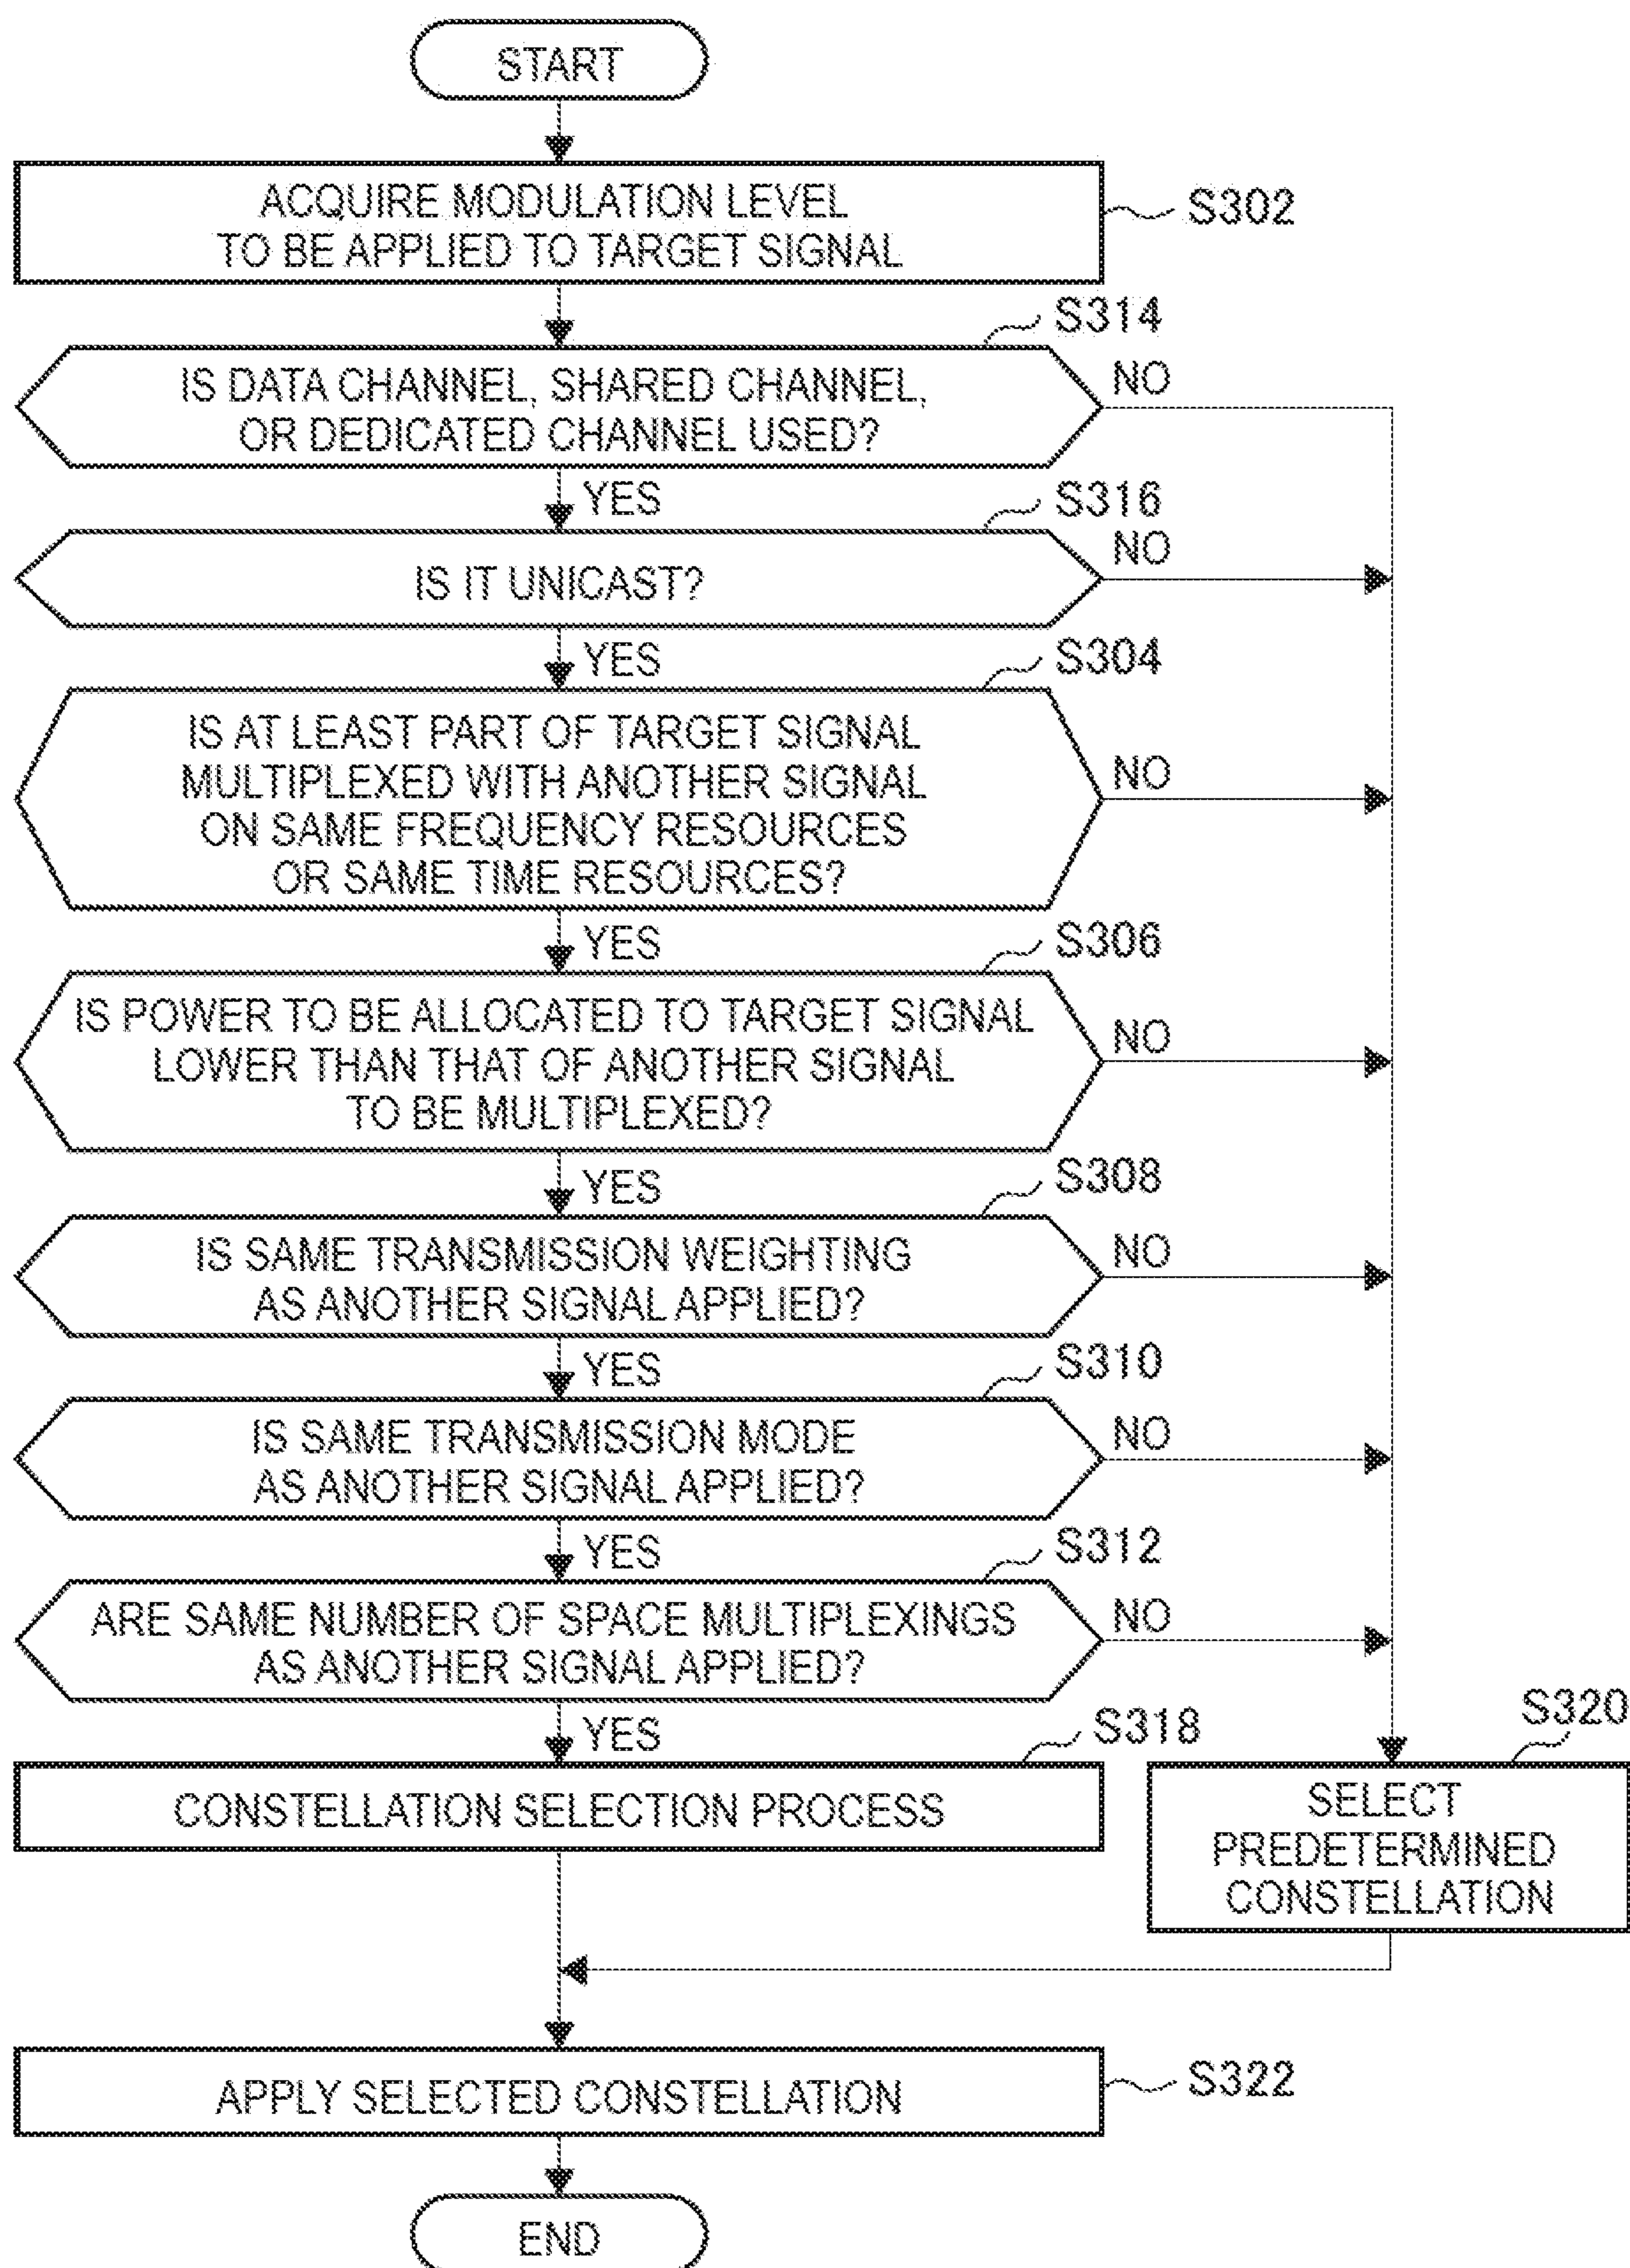 START
ACQUIRE MODULATION LEVEL
TO BE APPLIED TO TARGET SIGNAL
S302
S314
IS DATA CHANNEL, SHARED CHANNEL,
OR DEDICATED CHANNEL USED?
NO
YES
S316
IS IT UNICAST?
NO
YES
S304
IS AT LEAST PART OF TARGET SIGNAL
MULTIPLEXED WITH ANOTHER SIGNAL
ON SAME FREQUENCY RESOURCES
OR SAME TIME RESOURCES?
NO
YES
S306
IS POWER TO BE ALLOCATED TO TARGET SIGNAL
LOWER THAN THAT OF ANOTHER SIGNAL
TO BE MULTIPLEXED?
NO
YES
S308
IS SAME TRANSMISSION WEIGHTING
AS ANOTHER SIGNAL APPLIED?
NO
YES
S310
IS SAME TRANSMISSION MODE
AS ANOTHER SIGNAL APPLIED?
NO
YES
S312
ARE SAME NUMBER OF SPACE MULTIPLEXINGS
AS ANOTHER SIGNAL APPLIED?
NO
YES
S318
CONSTELLATION SELECTION PROCESS
S320
SELECT
PREDETERMINED
CONSTELLATION
APPLY SELECTED CONSTELLATION
S322
END